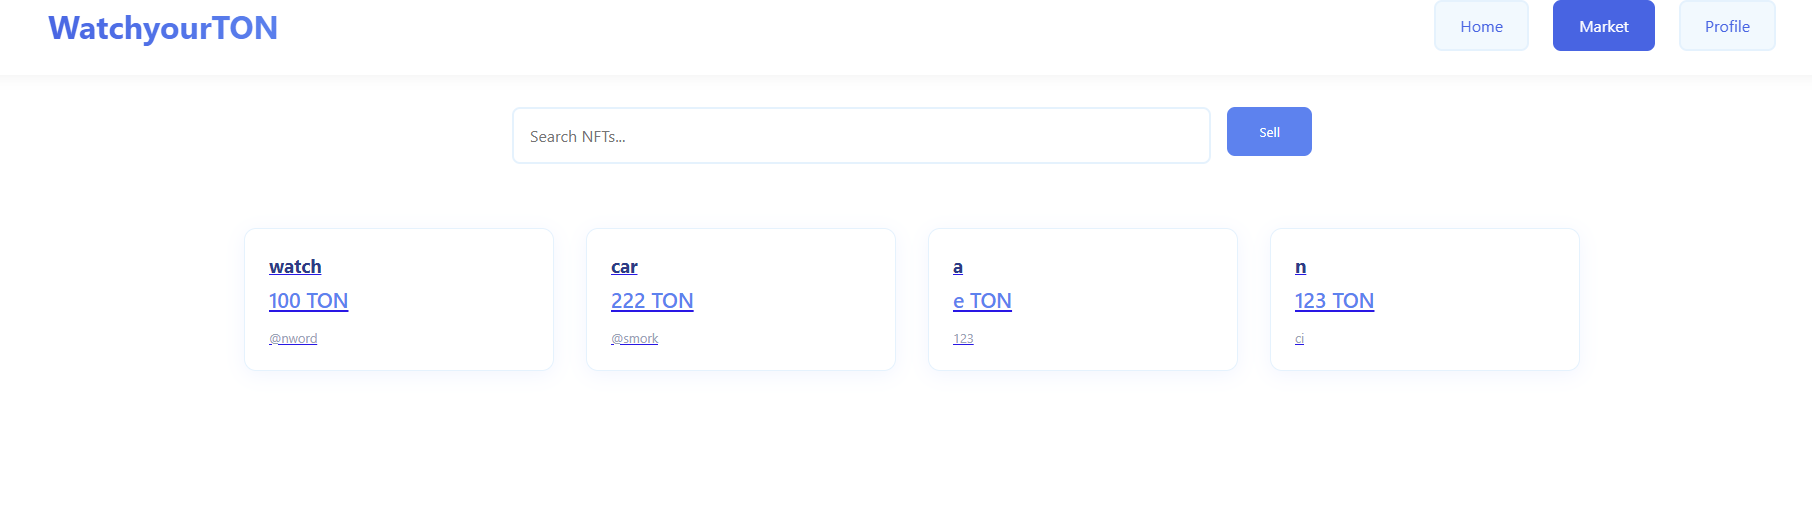 WatchyourTON
Home
Market
Profile
Search NFTs...
Sell
watch
100 TON
@nword
car
222 TON
@smork
a
e TON
123
n
123 TON
ci